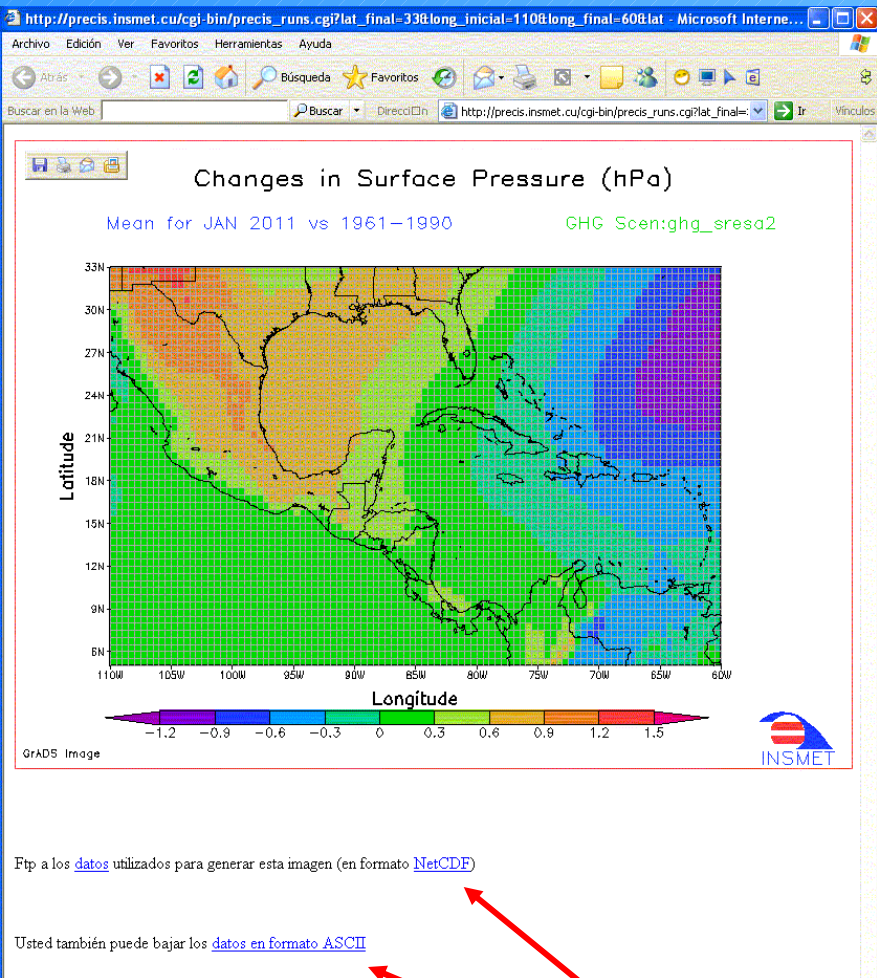 http://precis.insmet.cu/cgi-bin/precis_runs.cgi?lat_final=33&long_inicial=110&long_final=60&lat - Microsoft Interne...
Archivo Edición Ver Favoritos Herramientas Ayuda
Atrás Búsqueda Favoritos
Buscar en la Web Buscar Direcci□n http://precis.insmet.cu/cgi-bin/precis_runs.cgi?lat_final= Ir Vínculos
Changes in Surface Pressure (hPa)
Mean for JAN 2011 vs 1961-1990 GHG Scen:ghg_sresa2
33N
30N
27N
24N
21N
18N
15N
12N
9N
6N
Latitude
110W 105W 100W 95W 90W 85W 80W 75W 70W 65W 60W
Longitude
-1.2 -0.9 -0.6 -0.3 0 0.3 0.6 0.9 1.2 1.5
GrADS Image
INSMET
Ftp a los datos utilizados para generar esta imagen (en formato NetCDF)
Usted también puede bajar los datos en formato ASCII